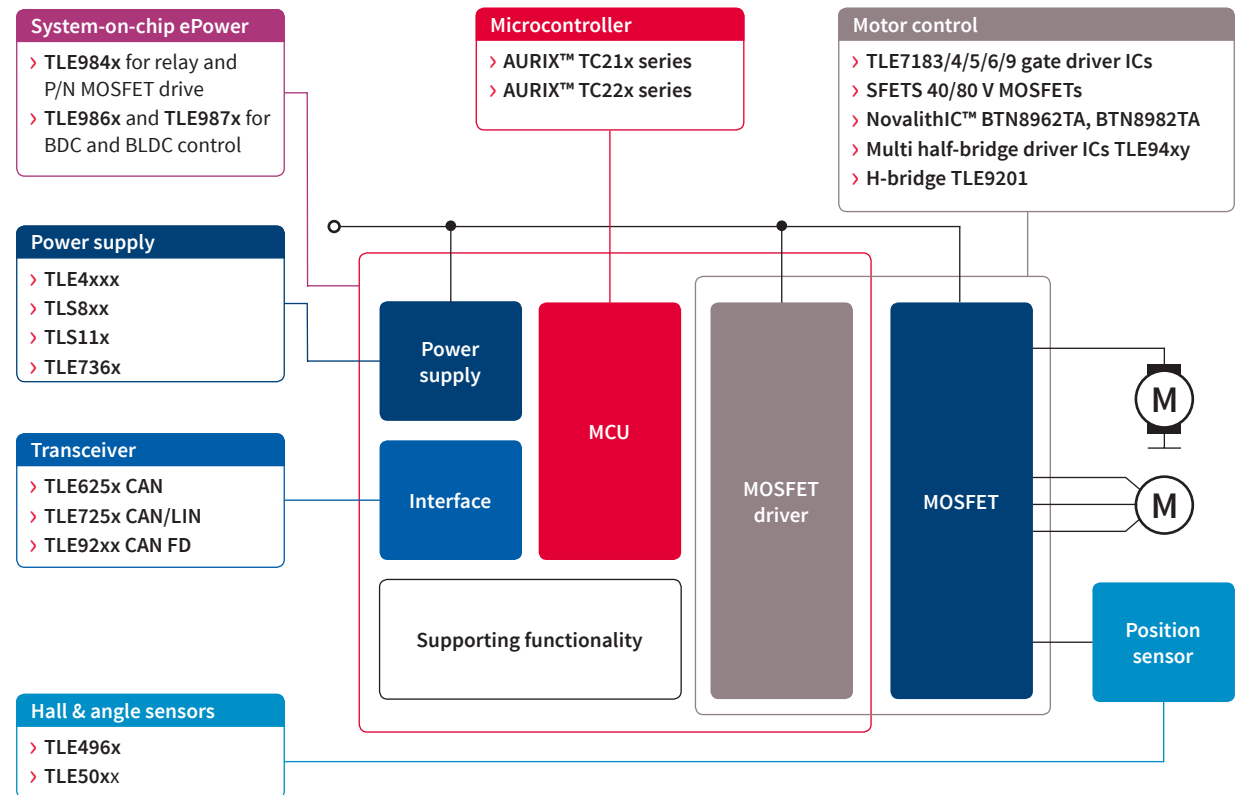 System-on-chip ePower
› TLE984x for relay and
P/N MOSFET drive
› TLE986x and TLE987x for
BDC and BLDC control
Microcontroller
› AURIX™ TC21x series
› AURIX™ TC22x series
Motor control
› TLE7183/4/5/6/9 gate driver ICs
› SFETS 40/80 V MOSFETs
› NovalithIC™ BTN8962TA, BTN8982TA
› Multi half-bridge driver ICs TLE94xy
› H-bridge TLE9201
Power supply
› TLE4xxx
› TLS8xx
› TLS11x
› TLE736x
Transceiver
› TLE625x CAN
› TLE725x CAN/LIN
› TLE92xx CAN FD
Hall & angle sensors
› TLE496x
› TLE50xx
Power
supply
Interface
MCU
Supporting functionality
MOSFET
driver
MOSFET
M
M
Position
sensor